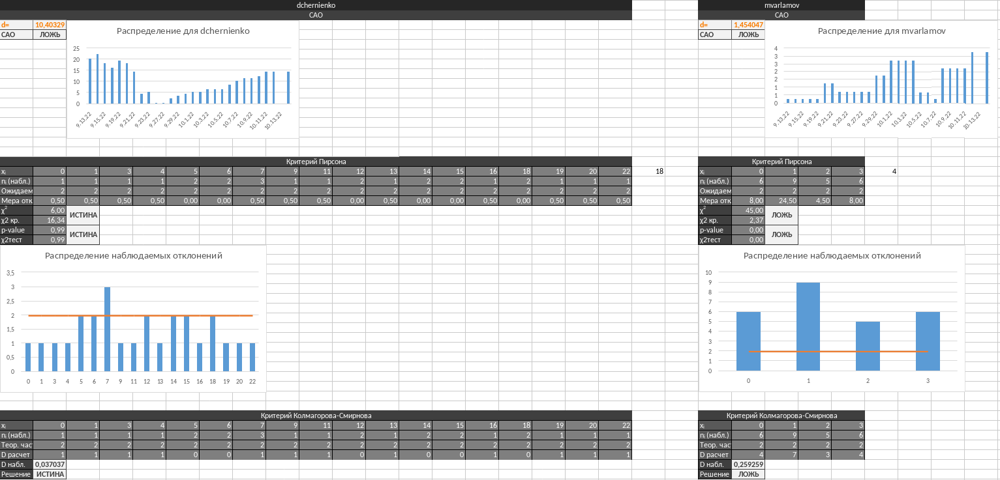 dchernienko mvarlamov
САО САО
d= 10,40329 d= 1,454047
САО ЛОЖЬ САО ЛОЖЬ
Распределение для dchernienko
25
20
15
10
5
0
9.13.22 9.15.22 9.19.22 9.21.22 9.23.22 9.27.22 9.29.22 10.1.22 10.3.22 10.5.22 10.7.22 10.9.22 10.11.22 10.13.22
Распределение для mvarlamov
4
3
3
2
2
1
1
0
9.13.22 9.15.22 9.19.22 9.21.22 9.23.22 9.27.22 9.29.22 10.1.22 10.3.22 10.5.22 10.7.22 10.9.22 10.11.22 10.13.22
Критерий Пирсона Критерий Пирсона
xᵢ 0 1 3 4 5 6 7 9 11 12 13 14 15 16 18 19 20 22 18 xᵢ 0 1 2 3 4
nᵢ (набл.) 1 1 1 1 2 2 3 1 1 2 1 2 2 1 2 1 1 1 nᵢ (набл.) 6 9 5 6
Ожидаем 2 2 2 2 2 2 2 2 2 2 2 2 2 2 2 2 2 2 Ожидаем 2 2 2 2
Мера отк 0,50 0,50 0,50 0,50 0,00 0,00 0,50 0,50 0,50 0,00 0,50 0,00 0,00 0,50 0,00 0,50 0,50 0,50 Мера отк 8,00 24,50 4,50 8,00
χ² 6,00 ИСТИНА χ² 45,00 ЛОЖЬ
χ2 кр. 16,34 χ2 кр. 2,37
p-value 0,99 ИСТИНА p-value 0,00 ЛОЖЬ
χ2тест 0,99 χ2тест 0,00
Распределение наблюдаемых отклонений
3,5
3
2,5
2
1,5
1
0,5
0
0 1 3 4 5 6 7 9 11 12 13 14 15 16 18 19 20 22
Распределение наблюдаемых отклонений
10
9
8
7
6
5
4
3
2
1
0
0 1 2 3
Критерий Колмагорова-Смирнова Критерий Колмагорова-Смирнова
xᵢ 0 1 3 4 5 6 7 9 11 12 13 14 15 16 18 19 20 22 xᵢ 0 1 2 3
nᵢ (набл.) 1 1 1 1 2 2 3 1 1 2 1 2 2 1 2 1 1 1 nᵢ (набл.) 6 9 5 6
Теор. час 2 2 2 2 2 2 2 2 2 2 2 2 2 2 2 2 2 2 Теор. час 2 2 2 2
D расчет 1 1 1 1 0 0 1 1 1 0 1 0 0 1 0 1 1 1 D расчет 4 7 3 4
D набл. 0,037037 D набл. 0,259259
Решение ИСТИНА Решение ЛОЖЬ